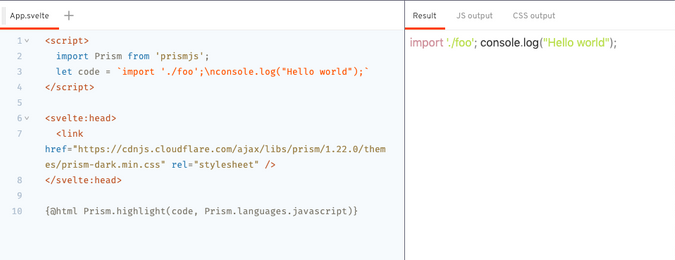 App.svelte +
Result JS output CSS output
1 <script>
2 import Prism from 'prismjs';
3 let code = `import './foo';\nconsole.log("Hello world");`
4 </script>
5
6 <svelte:head>
7 <link
href="https://cdnjs.cloudflare.com/ajax/libs/prism/1.22.0/them
es/prism-dark.min.css" rel="stylesheet" />
8 </svelte:head>
9
10 {@html Prism.highlight(code, Prism.languages.javascript)}
import './foo'; console.log("Hello world");